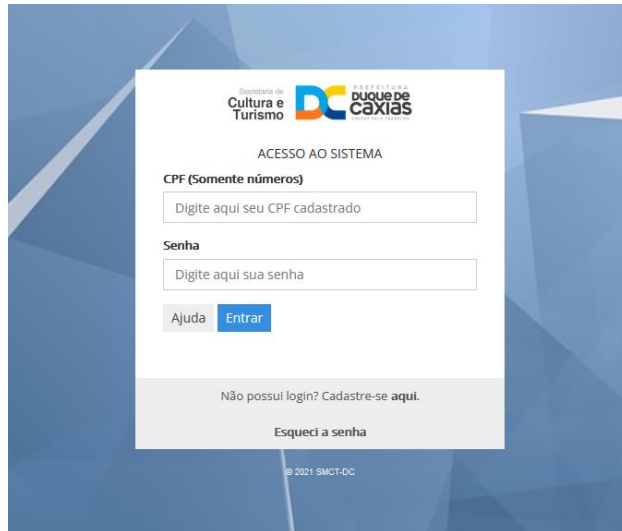 Secretaria de
Cultura e
Turismo
DC
PREFEITURA
DUQUE DE
CAXIAS
ACESSO AO SISTEMA
CPF (Somente números)
Digite aqui seu CPF cadastrado
Senha
Digite aqui sua senha
Ajuda Entrar
Não possui login? Cadastre-se aqui.
Esqueci a senha
© 2021 SMCT-DC